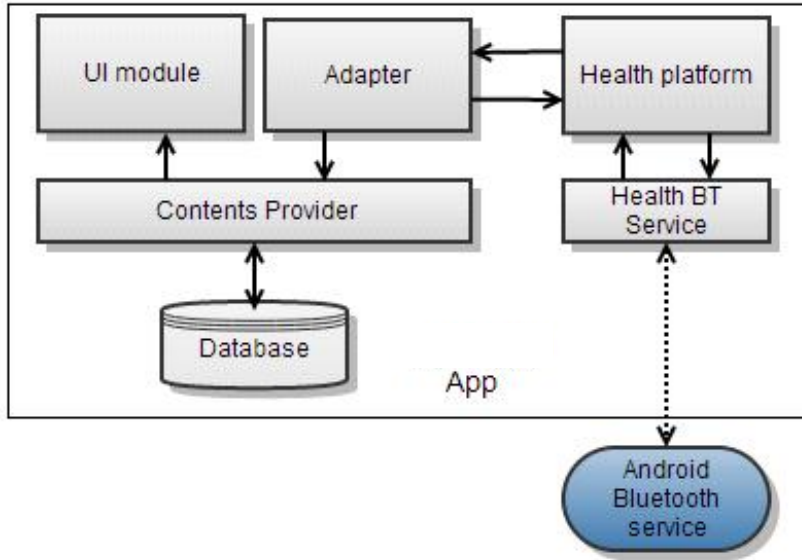 UI module
Adapter
Health platform
Contents Provider
Health BT
Service
Database
App
Android
Bluetooth
service